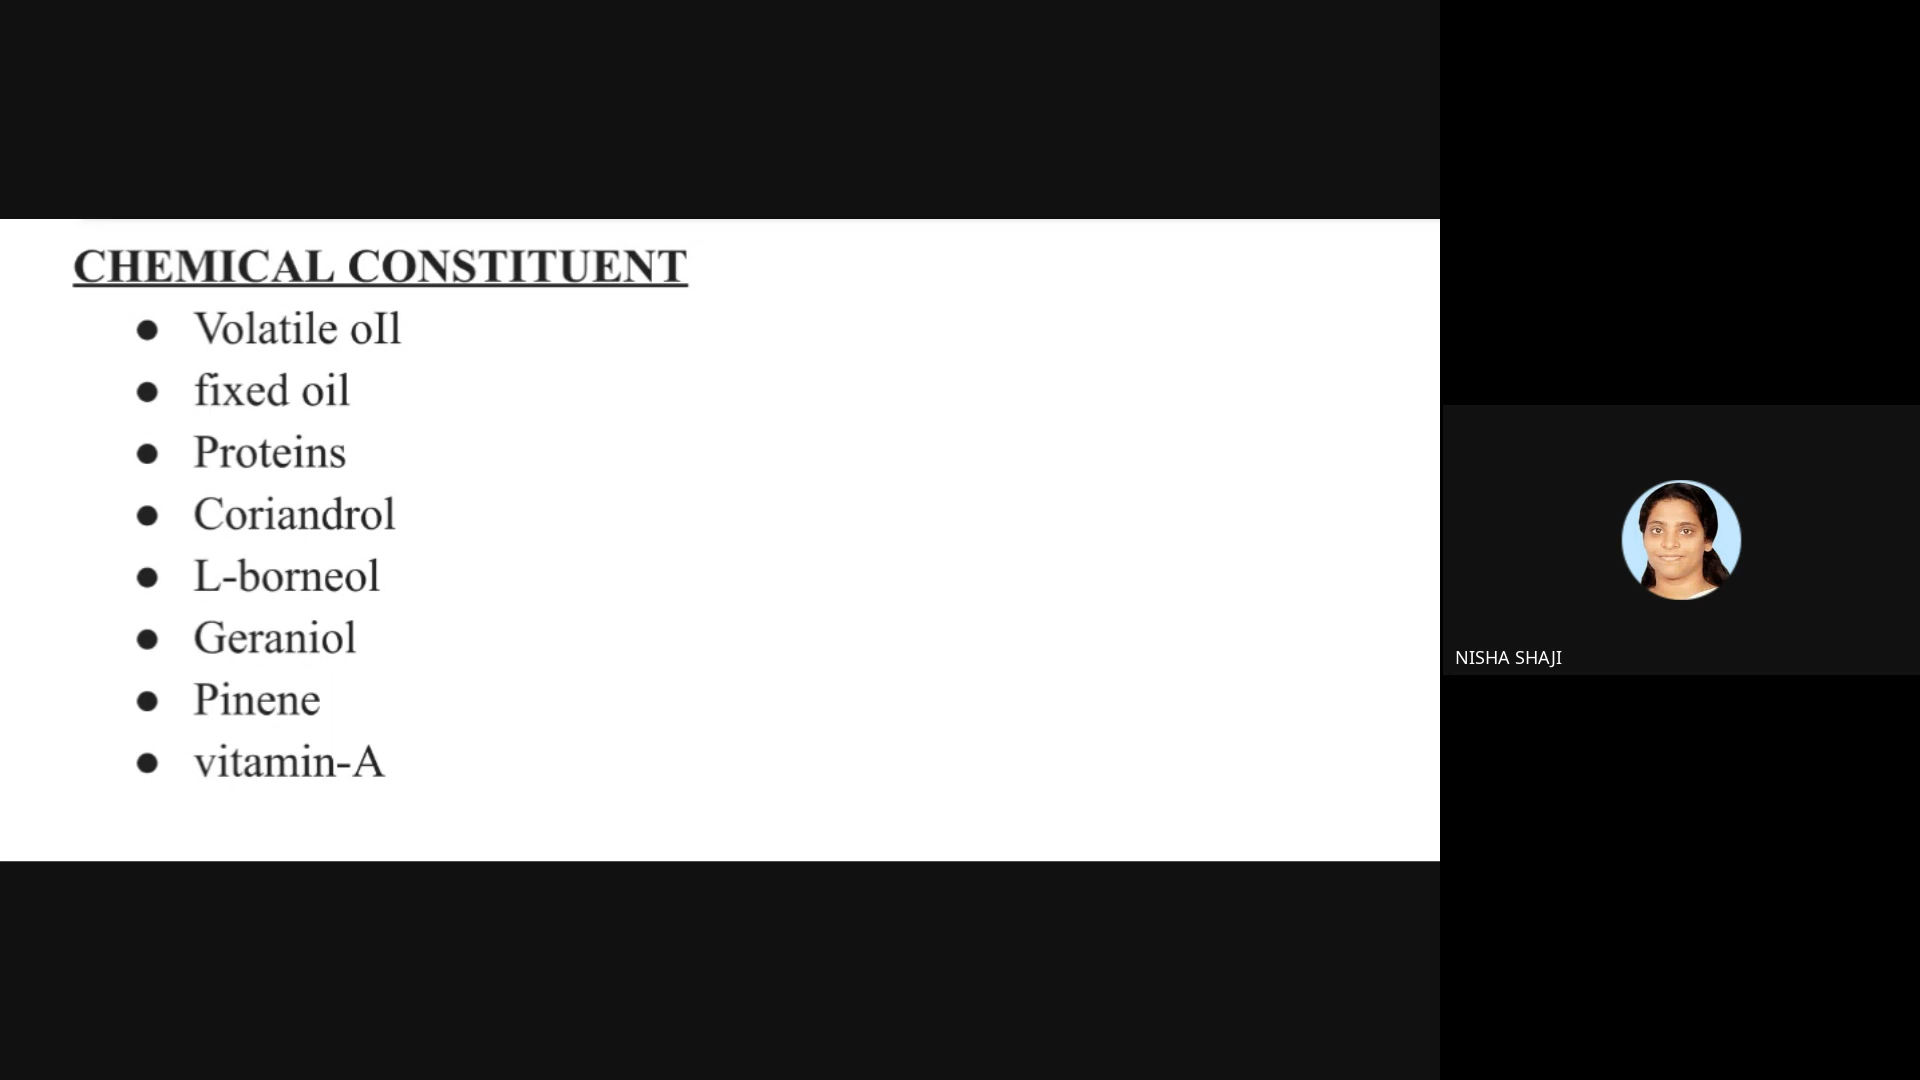 CHEMICAL CONSTITUENT
● Volatile oIl
● fixed oil
● Proteins
● Coriandrol
● L-borneol
● Geraniol
● Pinene
● vitamin-A
NISHA SHAJI